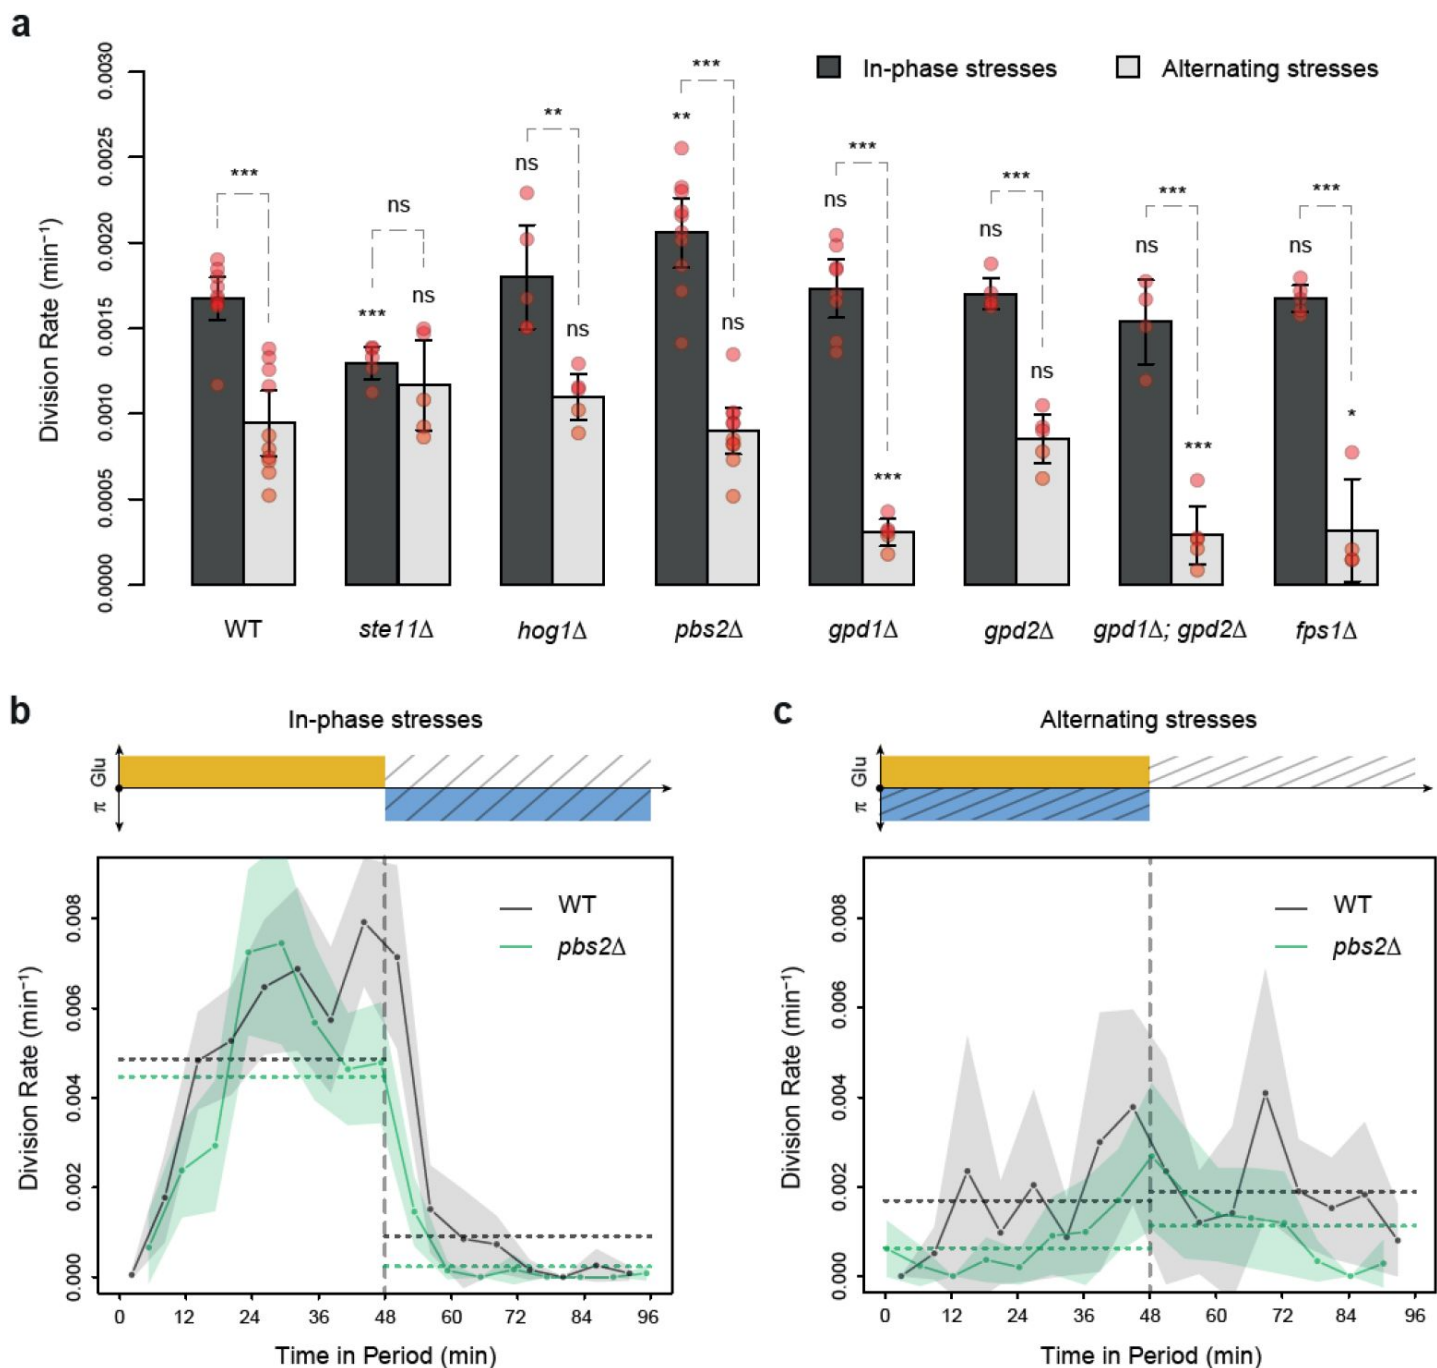 a
In-phase stresses
Alternating stresses
Division Rate (min⁻¹)
0.0030
0.0025
0.0020
0.0015
0.0010
0.0005
0.0000
***
ns
***
ns
**
ns
ns
***
**
ns
***
ns
***
***
ns
ns
***
ns
***
***
ns
*
WT
ste11Δ
hog1Δ
pbs2Δ
gpd1Δ
gpd2Δ
gpd1Δ; gpd2Δ
fps1Δ
b
In-phase stresses
Glu
π
WT
pbs2Δ
Division Rate (min⁻¹)
0.008
0.006
0.004
0.002
0.000
0 12 24 36 48 60 72 84 96
Time in Period (min)
c
Alternating stresses
Glu
π
WT
pbs2Δ
Division Rate (min⁻¹)
0.008
0.006
0.004
0.002
0.000
0 12 24 36 48 60 72 84 96
Time in Period (min)